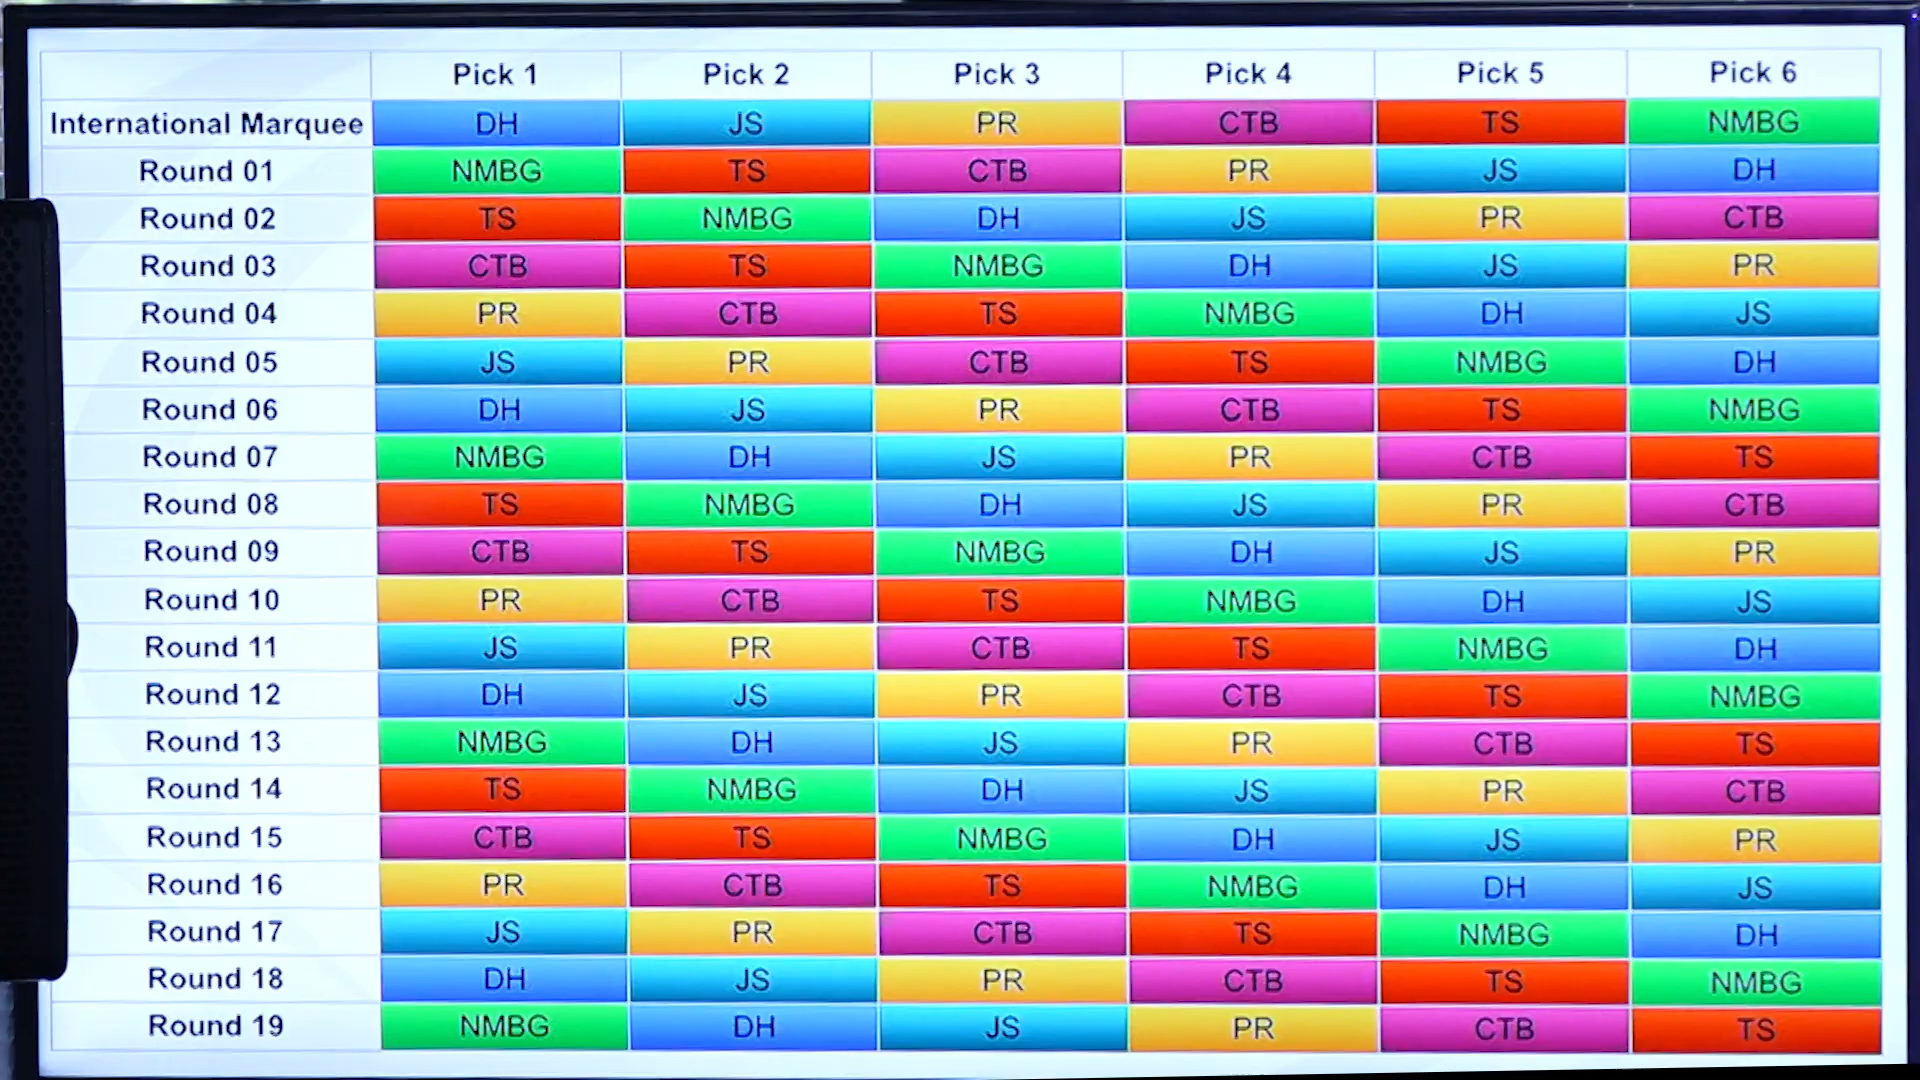 Pick 1 Pick 2 Pick 3 Pick 4 Pick 5 Pick 6
International Marquee DH JS PR CTB TS NMBG
Round 01 NMBG TS CTB PR JS DH
Round 02 TS NMBG DH JS PR CTB
Round 03 CTB TS NMBG DH JS PR
Round 04 PR CTB TS NMBG DH JS
Round 05 JS PR CTB TS NMBG DH
Round 06 DH JS PR CTB TS NMBG
Round 07 NMBG DH JS PR CTB TS
Round 08 TS NMBG DH JS PR CTB
Round 09 CTB TS NMBG DH JS PR
Round 10 PR CTB TS NMBG DH JS
Round 11 JS PR CTB TS NMBG DH
Round 12 DH JS PR CTB TS NMBG
Round 13 NMBG DH JS PR CTB TS
Round 14 TS NMBG DH JS PR CTB
Round 15 CTB TS NMBG DH JS PR
Round 16 PR CTB TS NMBG DH JS
Round 17 JS PR CTB TS NMBG DH
Round 18 DH JS PR CTB TS NMBG
Round 19 NMBG DH JS PR CTB TS